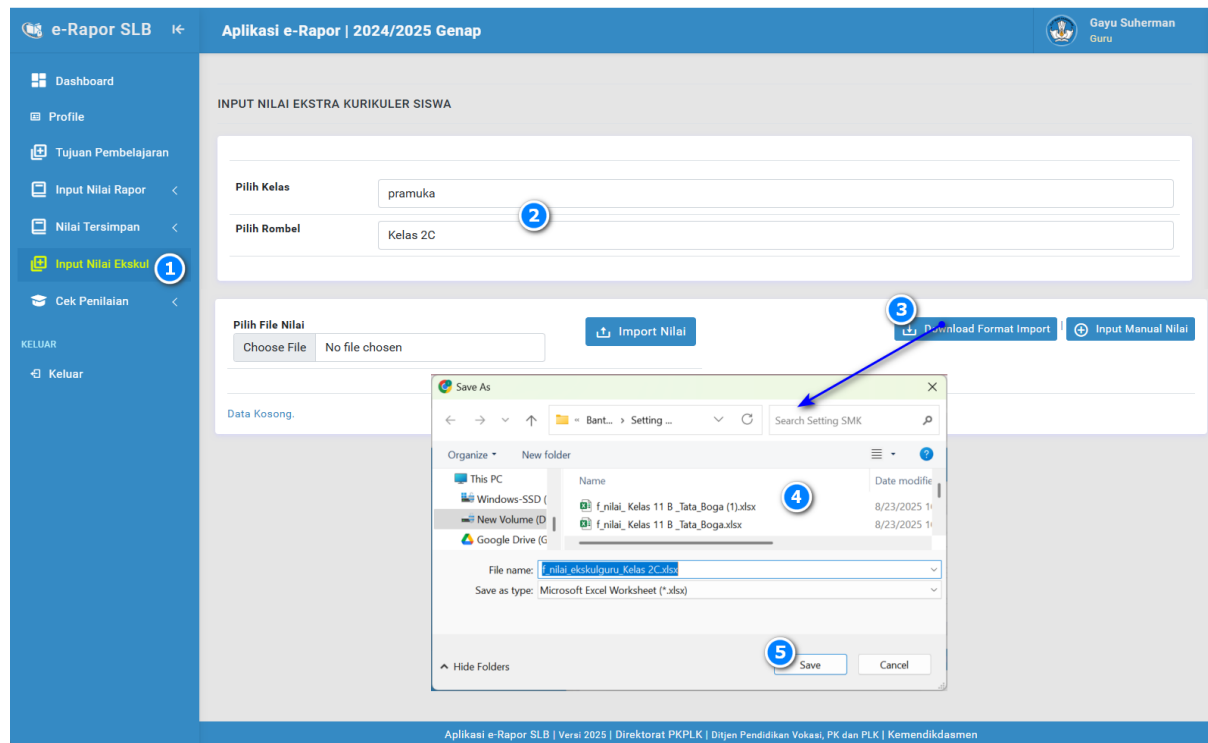 e-Rapor SLB
Aplikasi e-Rapor | 2024/2025 Genap
Gayu Suherman
Guru
Dashboard
Profile
Tujuan Pembelajaran
Input Nilai Rapor
Nilai Tersimpan
Input Nilai Ekskul
1
Cek Penilaian
KELUAR
Keluar
INPUT NILAI EKSTRA KURIKULER SISWA
Pilih Kelas
pramuka
2
Pilih Rombel
Kelas 2C
3
Pilih File Nilai
Choose File No file chosen
Import Nilai
Download Format Import
Input Manual Nilai
Data Kosong.
Save As
« Bant... › Setting ...
Search Setting SMK
Organize
New folder
This PC
Windows-SSD (
New Volume (D
Google Drive (G
Name
Date modifie
4
f_nilai_ Kelas 11 B _Tata_Boga (1).xlsx 8/23/2025 1
f_nilai_ Kelas 11 B _Tata_Boga.xlsx 8/23/2025 1
File name: f_nilai_ekskulguru_Kelas 2C.xlsx
Save as type: Microsoft Excel Worksheet (*.xlsx)
5
Hide Folders
Save
Cancel
Aplikasi e-Rapor SLB | Versi 2025 | Direktorat PKPLK | Ditjen Pendidikan Vokasi, PK dan PLK | Kemendikdasmen